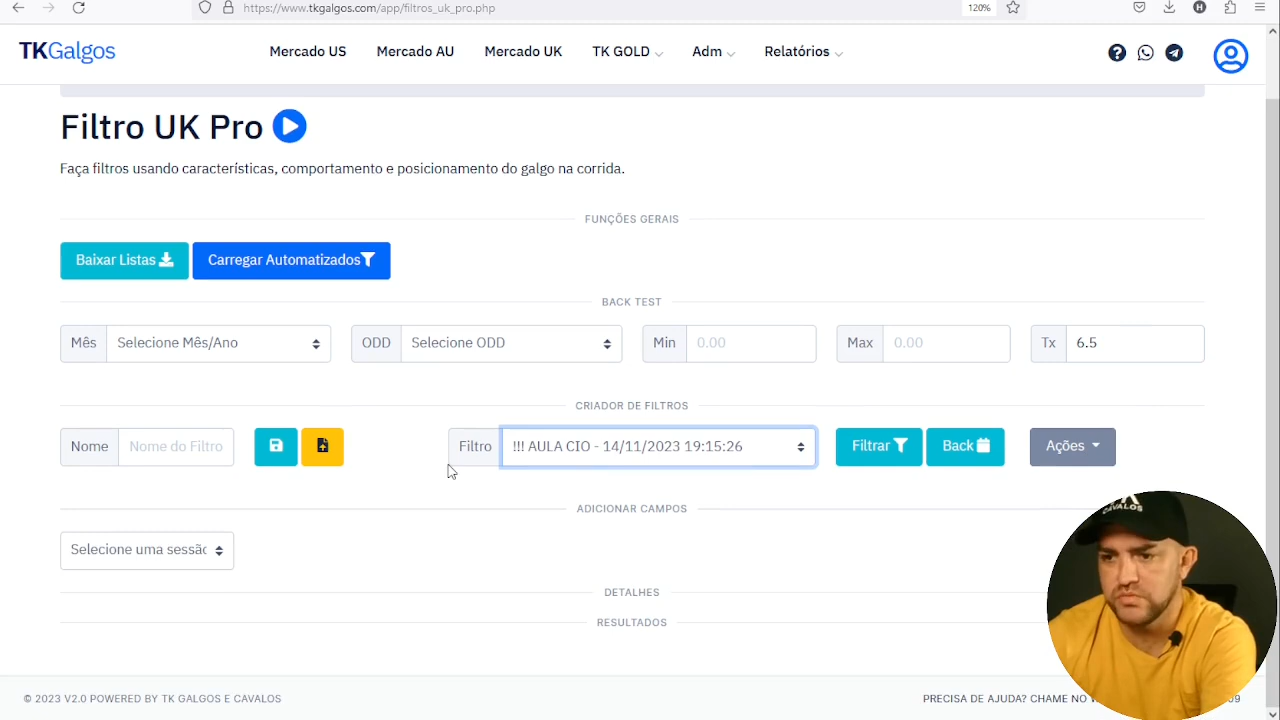 https://www.tkgalgos.com/app/filtros_uk_pro.php
120%
TKGalgos
Mercado US
Mercado AU
Mercado UK
TK GOLD
Adm
Relatórios
Filtro UK Pro
Faça filtros usando características, comportamento e posicionamento do galgo na corrida.
FUNÇÕES GERAIS
Baixar Listas
Carregar Automatizados
BACK TEST
Mês
Selecione Mês/Ano
ODD
Selecione ODD
Min
0.00
Max
0.00
Tx
6.5
CRIADOR DE FILTROS
Nome
Nome do Filtro
Filtro
!!! AULA CIO - 14/11/2023 19:15:26
Filtrar
Back
Ações
ADICIONAR CAMPOS
Selecione uma sessão
DETALHES
RESULTADOS
CAVALOS
© 2023 V2.0 POWERED BY TK GALGOS E CAVALOS
PRECISA DE AJUDA? CHAME NO